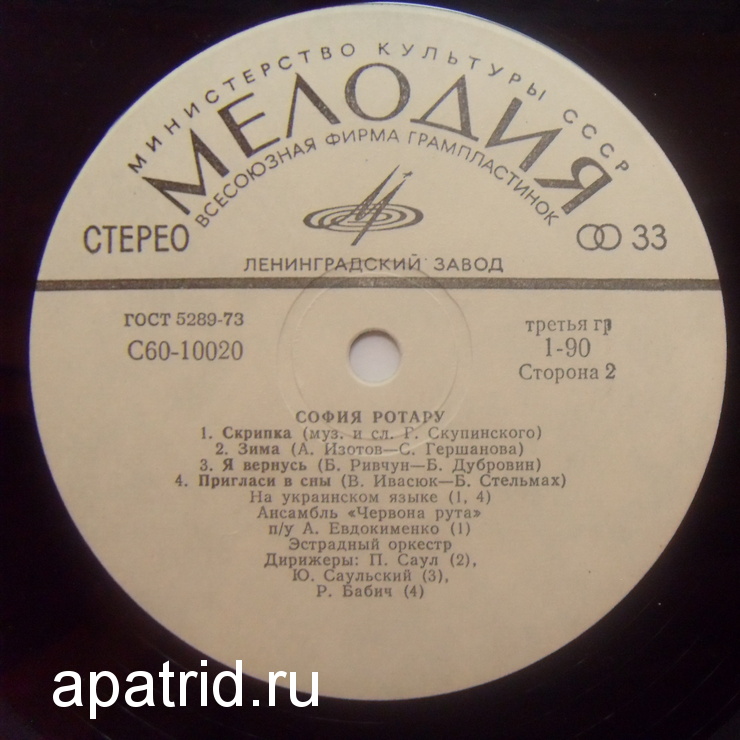 МИНИСТЕРСТВО КУЛЬТУРЫ СССР
МЕЛОДИЯ
ВСЕСОЮЗНАЯ ФИРМА ГРАМПЛАСТИНОК
СТЕРЕО
33
ЛЕНИНГРАДСКИЙ ЗАВОД
ГОСТ 5289-73
третья гр
С60-10020
1-90
Сторона 2
СОФИЯ РОТАРУ
1. Скрипка (муз. и сл. Г. Скупинского)
2. Зима (А. Изотов—С. Гершанова)
3. Я вернусь (Б. Ривчун—Б. Дубровин)
4. Пригласи в сны (В. Ивасюк—Б. Стельмах)
На украинском языке (1, 4)
Ансамбль «Червона рута»
п/у А. Евдокименко (1)
Эстрадный оркестр
Дирижеры: П. Саул (2),
Ю. Саульский (3),
Р. Бабич (4)
apatrid.ru